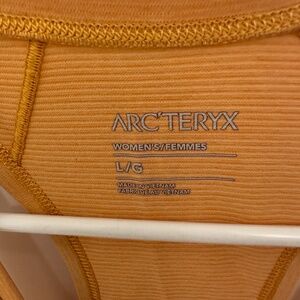 ARC'TERYX
WOMEN'S/FEMMES
L/G
MADE IN VIETNAM
FABRIQUÉ AU VIETNAM